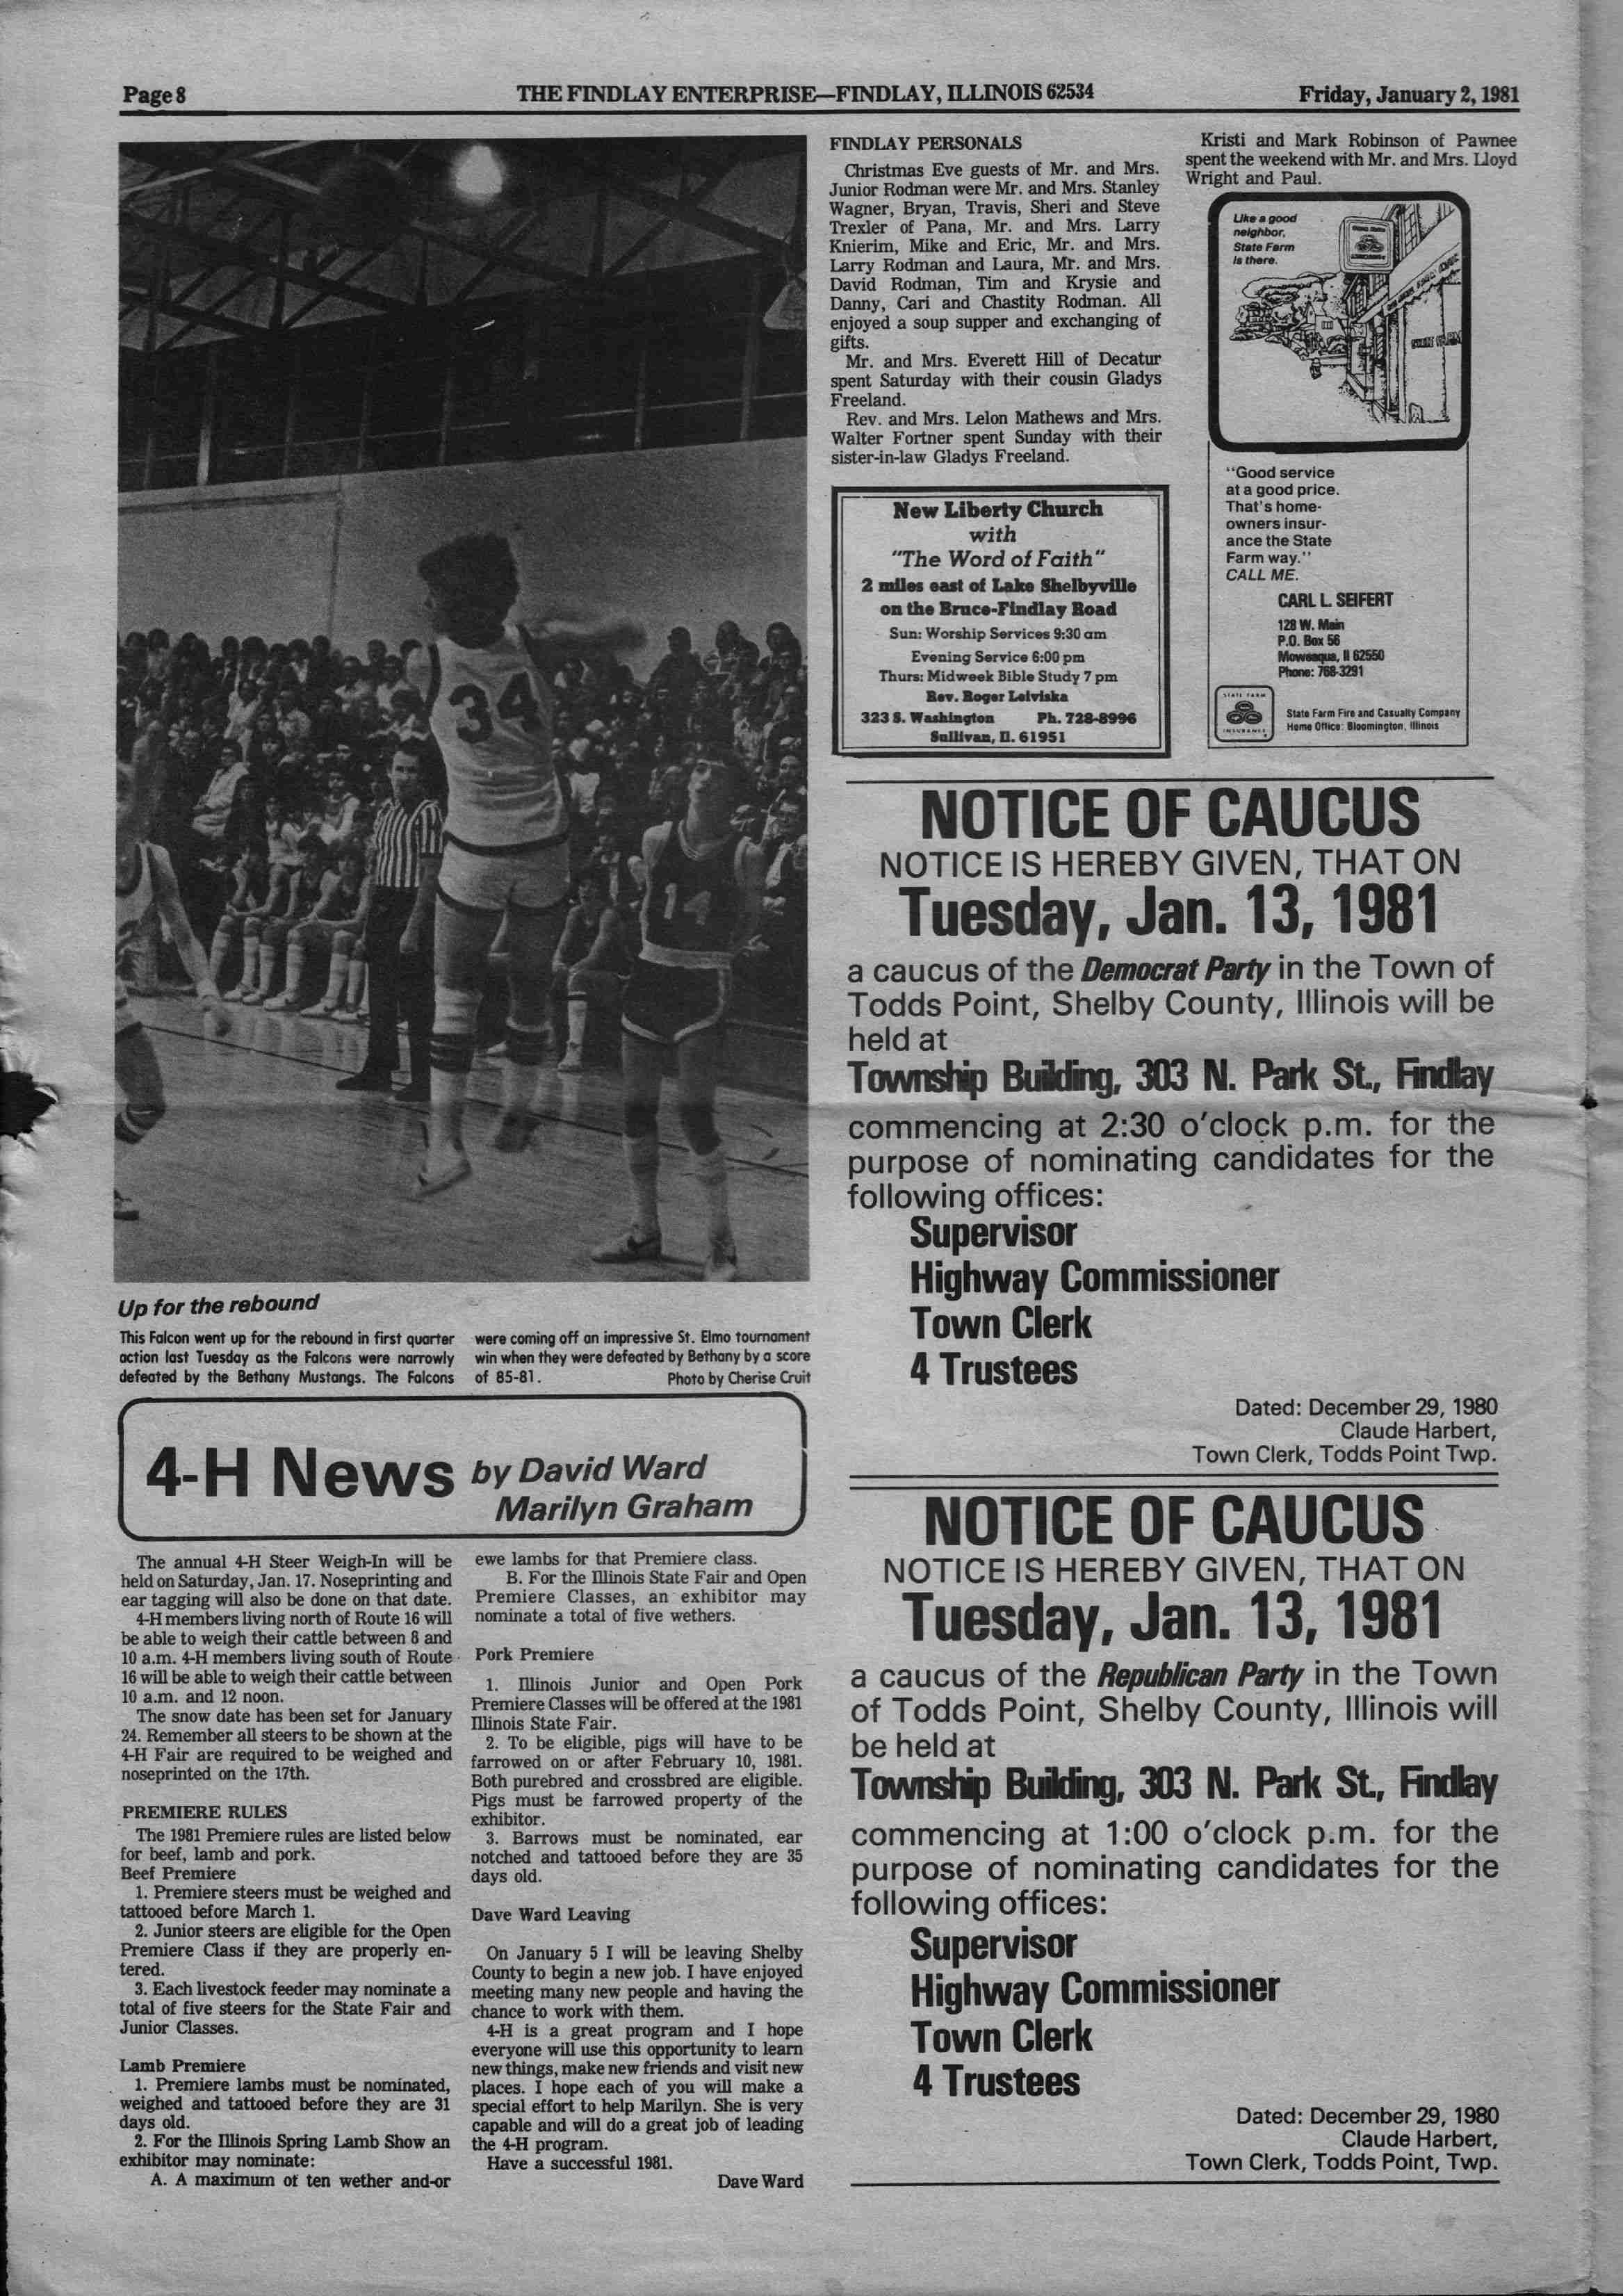 Page 8
THE FINDLAY ENTERPRISE—FINDLAY, ILLINOIS 62534
Friday, January 2, 1981
34
14
Up for the rebound
This Falcon went up for the rebound in first quarter
action last Tuesday as the Falcons were narrowly
defeated by the Bethany Mustangs. The Falcons
were coming off an impressive St. Elmo tournament
win when they were defeated by Bethany by a score
of 85-81. Photo by Cherise Cruit
4-H News by David Ward
Marilyn Graham
The annual 4-H Steer Weigh-In will be
held on Saturday, Jan. 17. Noseprinting and
ear tagging will also be done on that date.
4-H members living north of Route 16 will
be able to weigh their cattle between 8 and
10 a.m. 4-H members living south of Route
16 will be able to weigh their cattle between
10 a.m. and 12 noon.
The snow date has been set for January
24. Remember all steers to be shown at the
4-H Fair are required to be weighed and
noseprinted on the 17th.
PREMIERE RULES
The 1981 Premiere rules are listed below
for beef, lamb and pork.
Beef Premiere
1. Premiere steers must be weighed and
tattooed before March 1.
2. Junior steers are eligible for the Open
Premiere Class if they are properly en-
tered.
3. Each livestock feeder may nominate a
total of five steers for the State Fair and
Junior Classes.
Lamb Premiere
1. Premiere lambs must be nominated,
weighed and tattooed before they are 31
days old.
2. For the Illinois Spring Lamb Show an
exhibitor may nominate:
A. A maximum of ten wether and-or
ewe lambs for that Premiere class.
B. For the Illinois State Fair and Open
Premiere Classes, an exhibitor may
nominate a total of five wethers.
Pork Premiere
1. Illinois Junior and Open Pork
Premiere Classes will be offered at the 1981
Illinois State Fair.
2. To be eligible, pigs will have to be
farrowed on or after February 10, 1981.
Both purebred and crossbred are eligible.
Pigs must be farrowed property of the
exhibitor.
3. Barrows must be nominated, ear
notched and tattooed before they are 35
days old.
Dave Ward Leaving
On January 5 I will be leaving Shelby
County to begin a new job. I have enjoyed
meeting many new people and having the
chance to work with them.
4-H is a great program and I hope
everyone will use this opportunity to learn
new things, make new friends and visit new
places. I hope each of you will make a
special effort to help Marilyn. She is very
capable and will do a great job of leading
the 4-H program.
Have a successful 1981.
Dave Ward
FINDLAY PERSONALS
Christmas Eve guests of Mr. and Mrs.
Junior Rodman were Mr. and Mrs. Stanley
Wagner, Bryan, Travis, Sheri and Steve
Trexler of Pana, Mr. and Mrs. Larry
Knierim, Mike and Eric, Mr. and Mrs.
Larry Rodman and Laura, Mr. and Mrs.
David Rodman, Tim and Krysie and
Danny, Cari and Chastity Rodman. All
enjoyed a soup supper and exchanging of
gifts.
Mr. and Mrs. Everett Hill of Decatur
spent Saturday with their cousin Gladys
Freeland.
Rev. and Mrs. Lelon Mathews and Mrs.
Walter Fortner spent Sunday with their
sister-in-law Gladys Freeland.
Kristi and Mark Robinson of Pawnee
spent the weekend with Mr. and Mrs. Lloyd
Wright and Paul.
New Liberty Church
with
"The Word of Faith"
2 miles east of Lake Shelbyville
on the Bruce-Findlay Road
Sun: Worship Services 9:30 am
Evening Service 6:00 pm
Thurs: Midweek Bible Study 7 pm
Rev. Roger Leiviska
323 S. Washington Ph. 728-8996
Sullivan, Il. 61951
Like a good
neighbor,
State Farm
is there.
STATE FARM
"Good service
at a good price.
That's home-
owners insur-
ance the State
Farm way."
CALL ME.
CARL L. SEIFERT
128 W. Main
P.O. Box 56
Moweaqua, Il 62550
Phone: 768-3291
STATE FARM
INSURANCE
State Farm Fire and Casualty Company
Home Office: Bloomington, Illinois
NOTICE OF CAUCUS
NOTICE IS HEREBY GIVEN, THAT ON
Tuesday, Jan. 13, 1981
a caucus of the Democrat Party in the Town of
Todds Point, Shelby County, Illinois will be
held at
Township Building, 303 N. Park St., Findlay
commencing at 2:30 o'clock p.m. for the
purpose of nominating candidates for the
following offices:
Supervisor
Highway Commissioner
Town Clerk
4 Trustees
Dated: December 29, 1980
Claude Harbert,
Town Clerk, Todds Point Twp.
NOTICE OF CAUCUS
NOTICE IS HEREBY GIVEN, THAT ON
Tuesday, Jan. 13, 1981
a caucus of the Republican Party in the Town
of Todds Point, Shelby County, Illinois will
be held at
Township Building, 303 N. Park St., Findlay
commencing at 1:00 o'clock p.m. for the
purpose of nominating candidates for the
following offices:
Supervisor
Highway Commissioner
Town Clerk
4 Trustees
Dated: December 29, 1980
Claude Harbert,
Town Clerk, Todds Point, Twp.